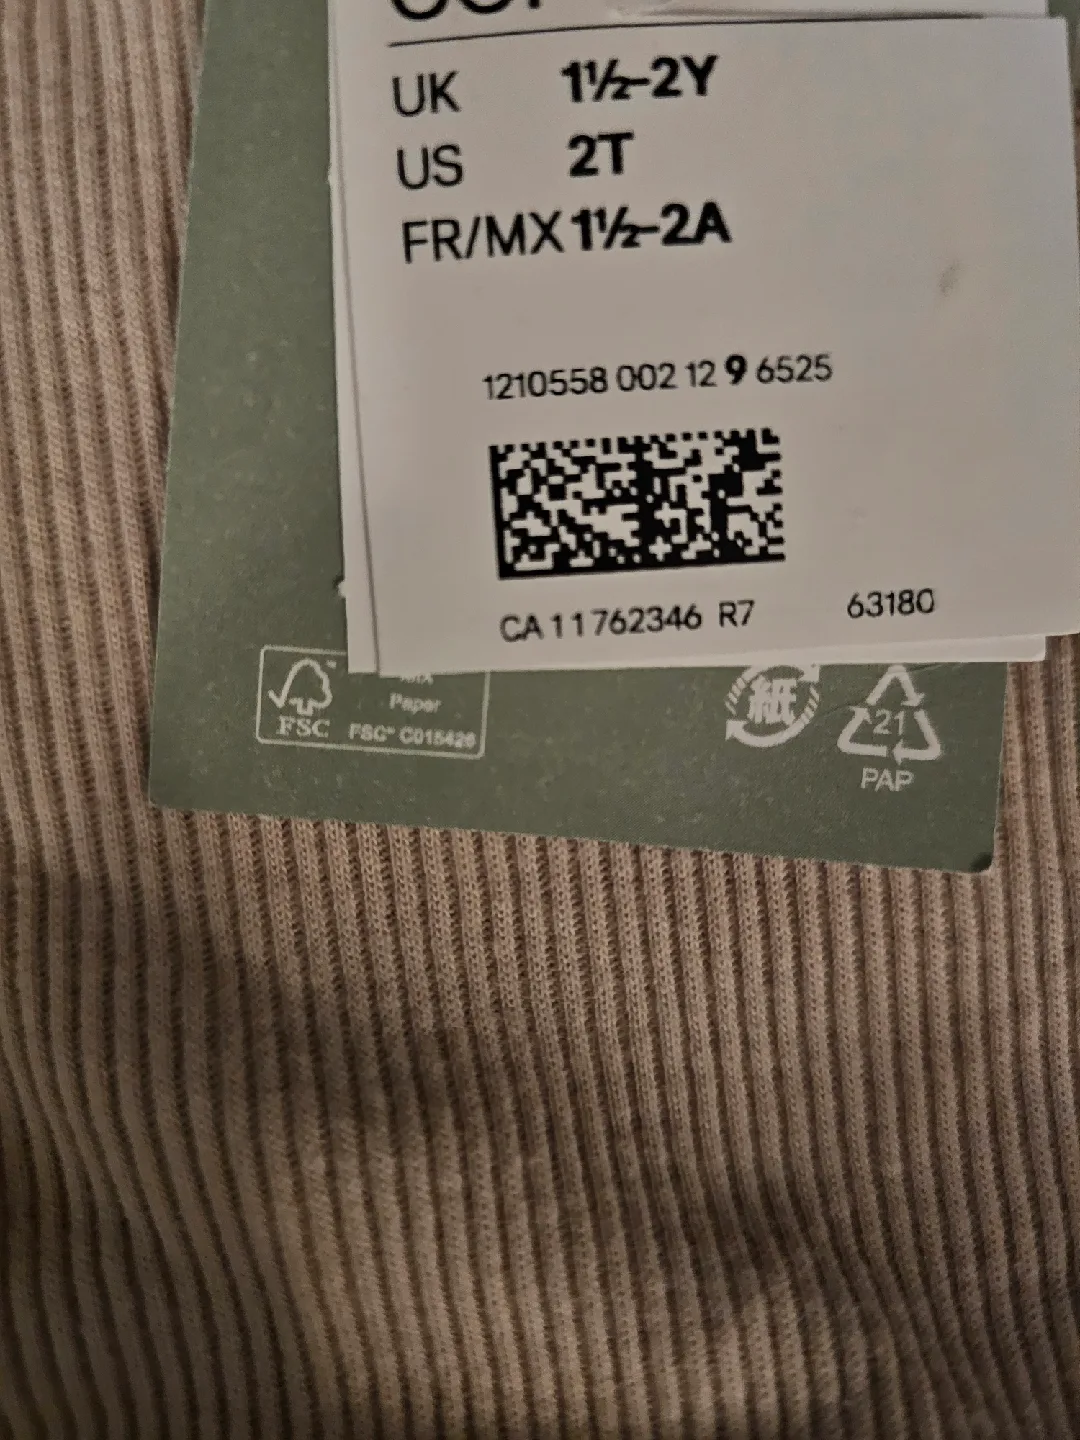 UK 1½-2Y
US 2T
FR/MX 1½-2A
1210558 002 12 9 6525
CA 11762346 R7 63180
Paper
FSC
FSC® C015426
紙
21
PAP